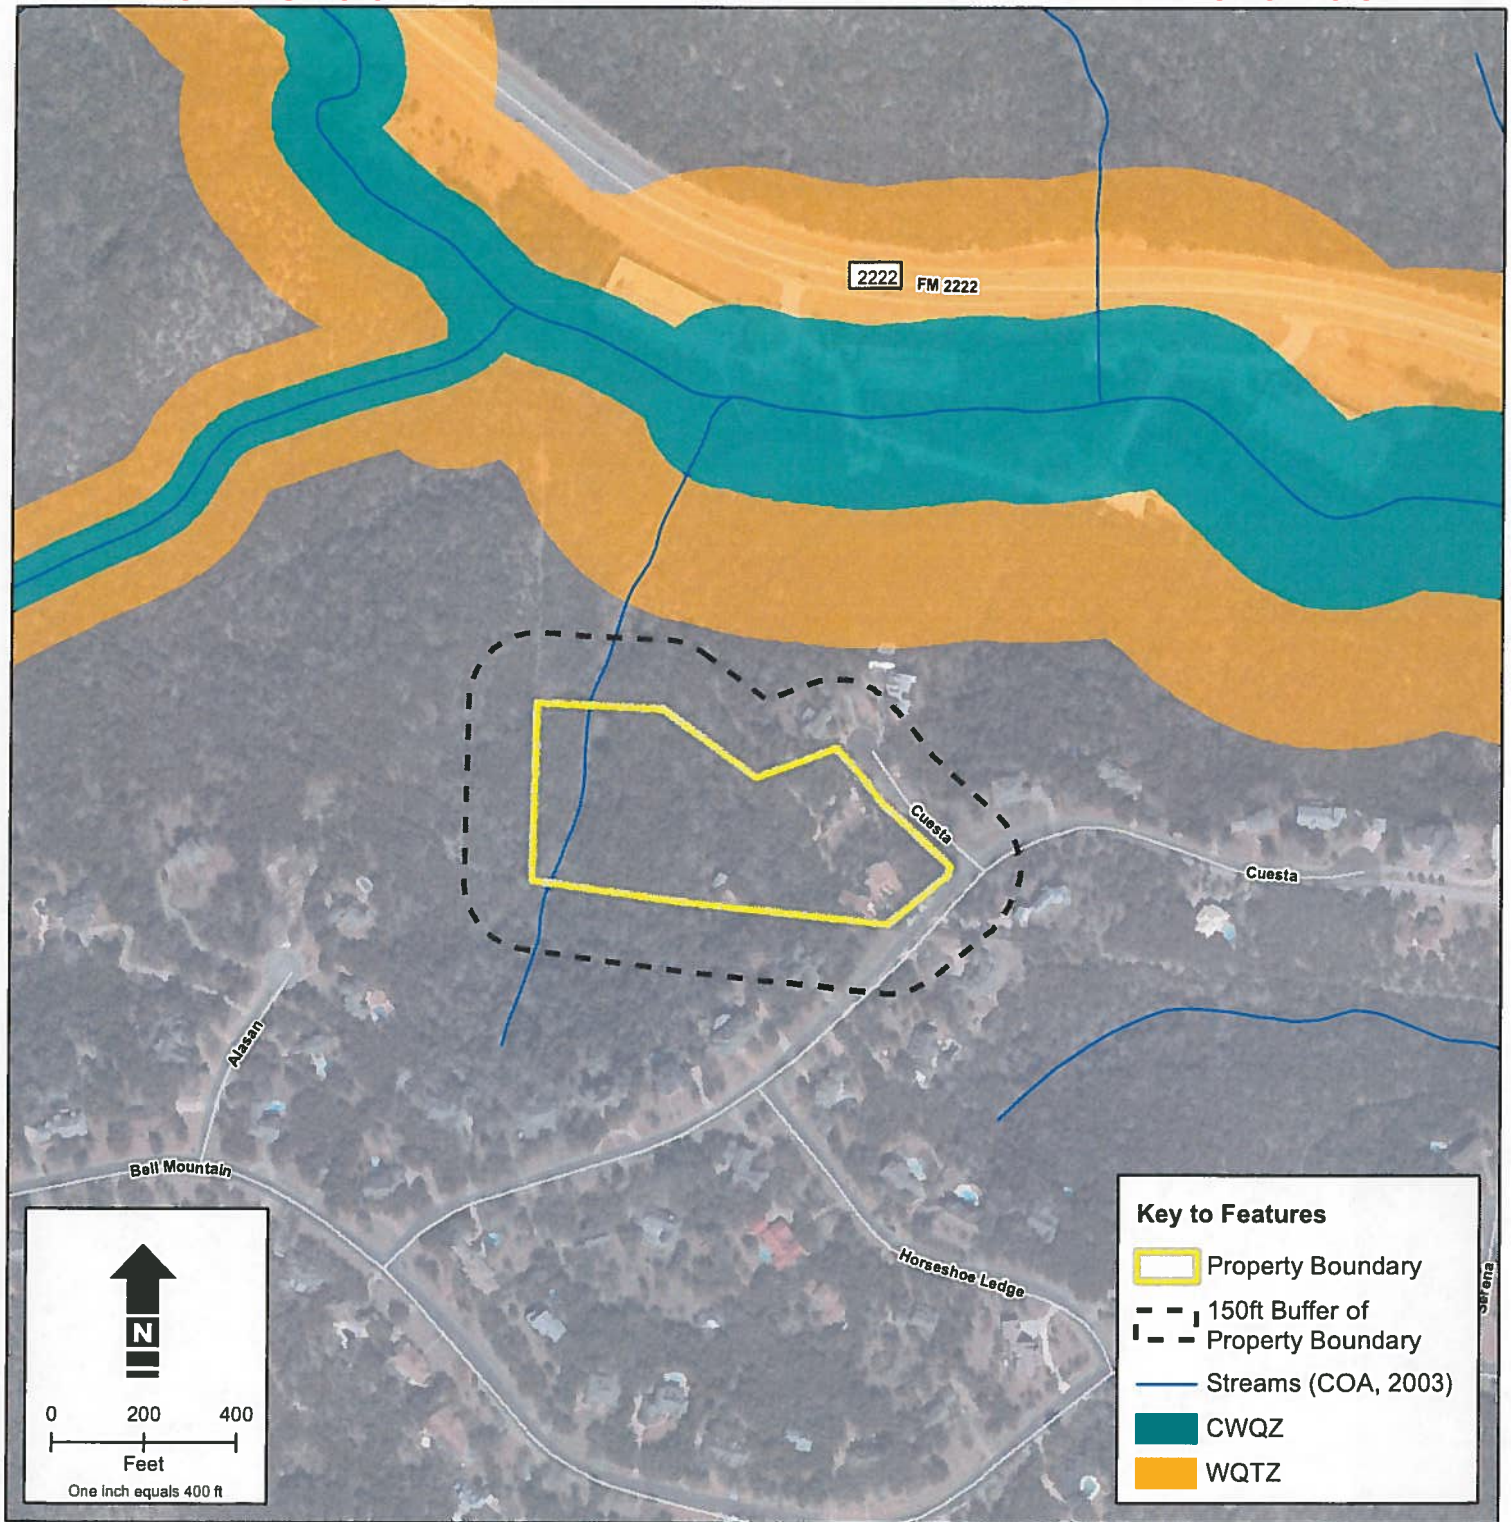 2222
FM 2222
Cuesta
Cuesta
Alasan
Bell Mountain
Horseshoe Ledge
Serena
N
0 200 400
Feet
One inch equals 400 ft
Key to Features
Property Boundary
150ft Buffer of
Property Boundary
Streams (COA, 2003)
CWQZ
WQTZ